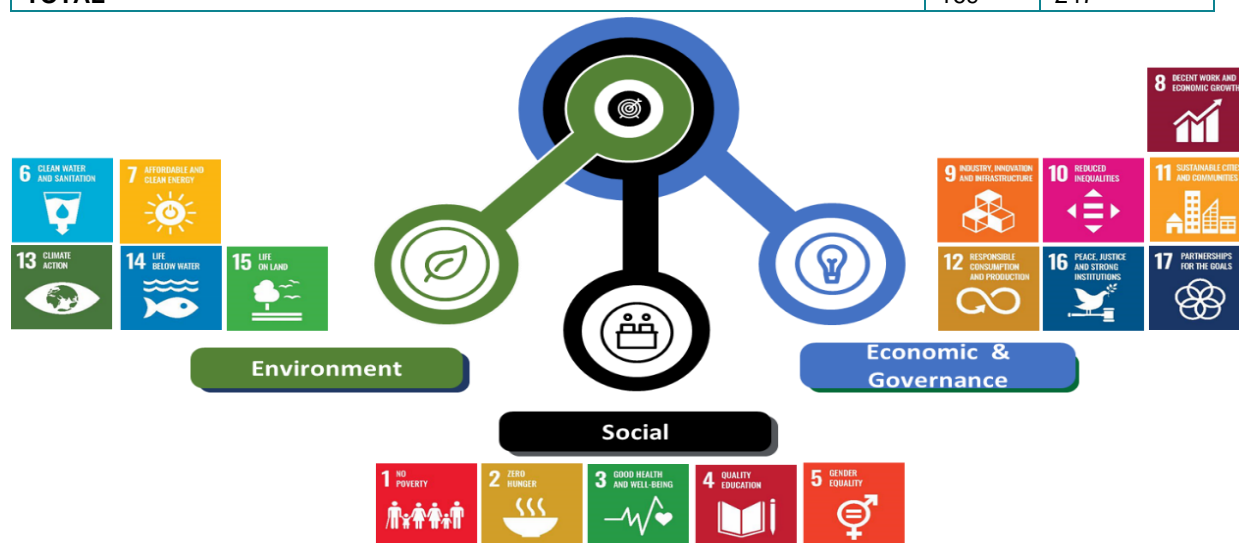 TOTAL
8 DECENT WORK AND
ECONOMIC GROWTH
6 CLEAN WATER
AND SANITATION
7 AFFORDABLE AND
CLEAN ENERGY
9 INDUSTRY, INNOVATION
AND INFRASTRUCTURE
10 REDUCED
INEQUALITIES
11 SUSTAINABLE CITIE
AND COMMUNITIES
13 CLIMATE
ACTION
14 LIFE
BELOW WATER
15 LIFE
ON LAND
12 RESPONSIBLE
CONSUMPTION
AND PRODUCTION
16 PEACE, JUSTICE
AND STRONG
INSTITUTIONS
17 PARTNERSHIPS
FOR THE GOALS
Environment
Economic &
Governance
Social
1 NO
POVERTY
2 ZERO
HUNGER
3 GOOD HEALTH
AND WELL-BEING
4 QUALITY
EDUCATION
5 GENDER
EQUALITY